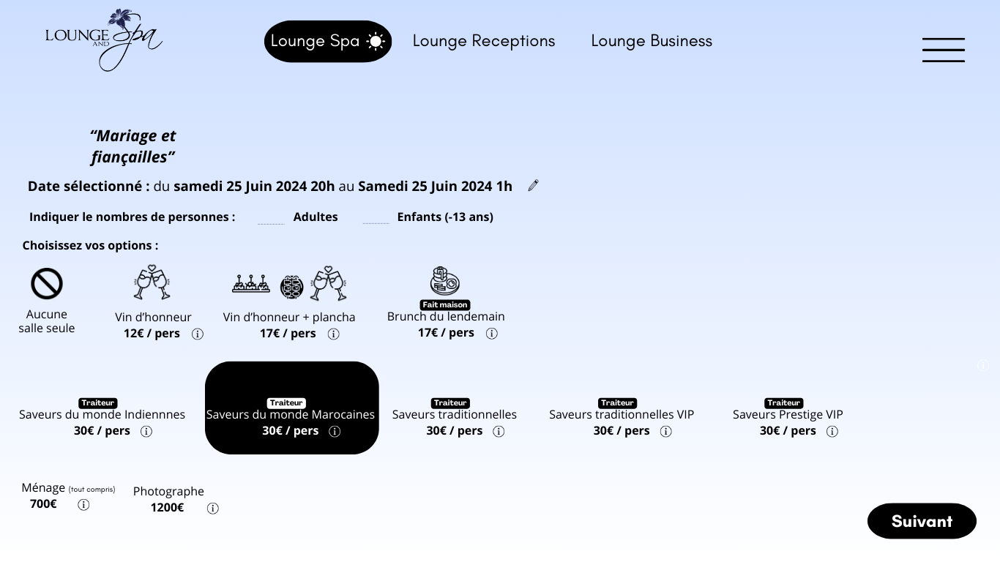 LOUNGE AND Spa
Lounge Spa Lounge Receptions Lounge Business
“Mariage et
fiançailles”
Date sélectionné : du samedi 25 Juin 2024 20h au Samedi 25 Juin 2024 1h
Indiquer le nombres de personnes : Adultes Enfants (-13 ans)
Choisissez vos options :
Aucune
salle seule
Vin d’honneur
12€ / pers
Vin d’honneur + plancha
17€ / pers
Fait maison
Brunch du lendemain
17€ / pers
Traiteur
Saveurs du monde Indiennnes
30€ / pers
Traiteur
Saveurs du monde Marocaines
30€ / pers
Traiteur
Saveurs traditionnelles
30€ / pers
Traiteur
Saveurs traditionnelles VIP
30€ / pers
Traiteur
Saveurs Prestige VIP
30€ / pers
Ménage (tout compris)
700€
Photographe
1200€
Suivant